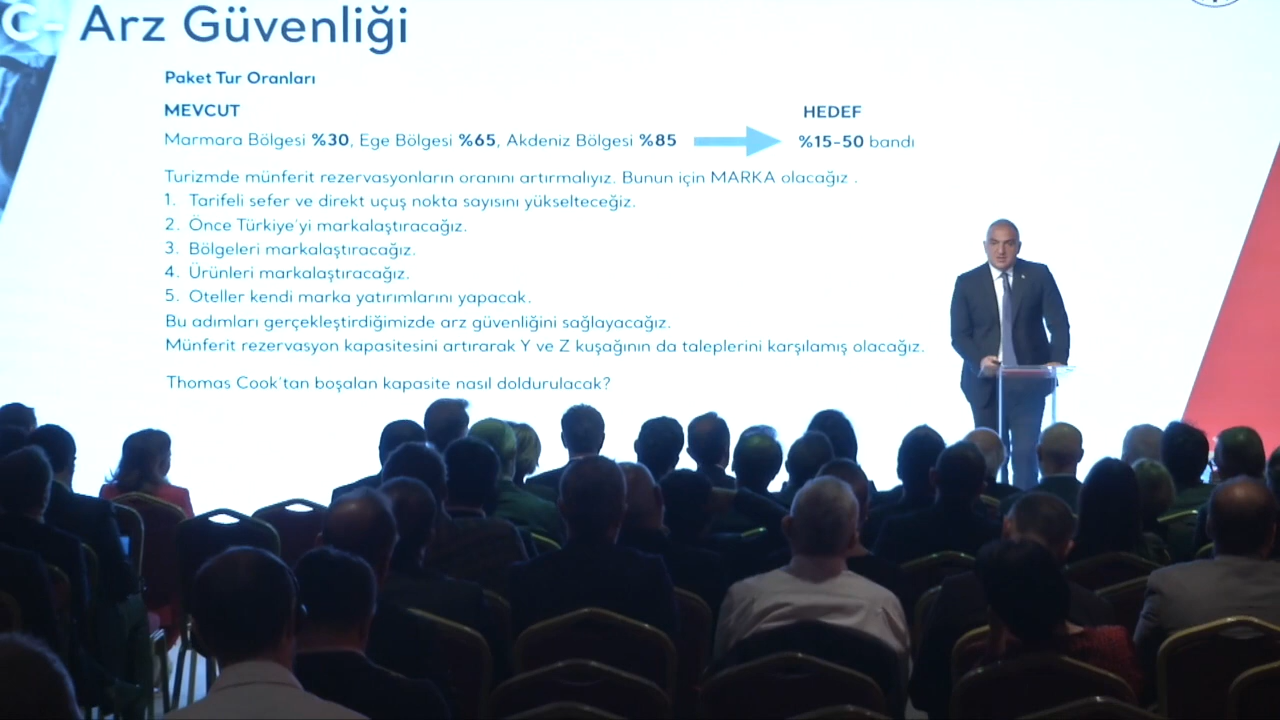 C- Arz Güvenliği
Paket Tur Oranları
MEVCUT
HEDEF
Marmara Bölgesi %30, Ege Bölgesi %65, Akdeniz Bölgesi %85
%15-50 bandı
Turizmde münferit rezervasyonların oranını artırmalıyız. Bunun için MARKA olacağız .
1. Tarifeli sefer ve direkt uçuş nokta sayısını yükselteceğiz.
2. Önce Türkiye'yi markalaştıracağız.
3. Bölgeleri markalaştıracağız.
4. Ürünleri markalaştıracağız.
5. Oteller kendi marka yatırımlarını yapacak.
Bu adımları gerçekleştirdiğimizde arz güvenliğini sağlayacağız.
Münferit rezervasyon kapasitesini artırarak Y ve Z kuşağının da taleplerini karşılamış olacağız.
Thomas Cook'tan boşalan kapasite nasıl doldurulacak?